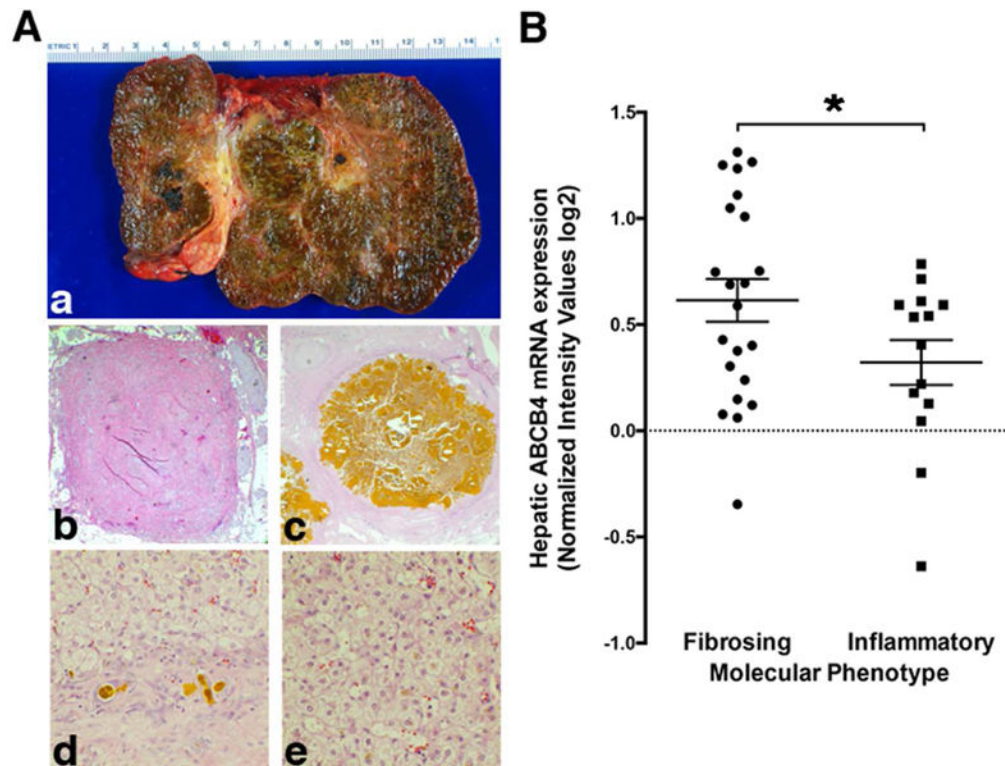 A
ETRIC 1 2 3 4 5 6 7 8 9 10 11 12 13 14 1
a
b
c
d
e
B
*
Hepatic ABCB4 mRNA expression
(Normalized Intensity Values log2)
1.5
1.0
0.5
0.0
-0.5
-1.0
Fibrosing Inflammatory
Molecular Phenotype